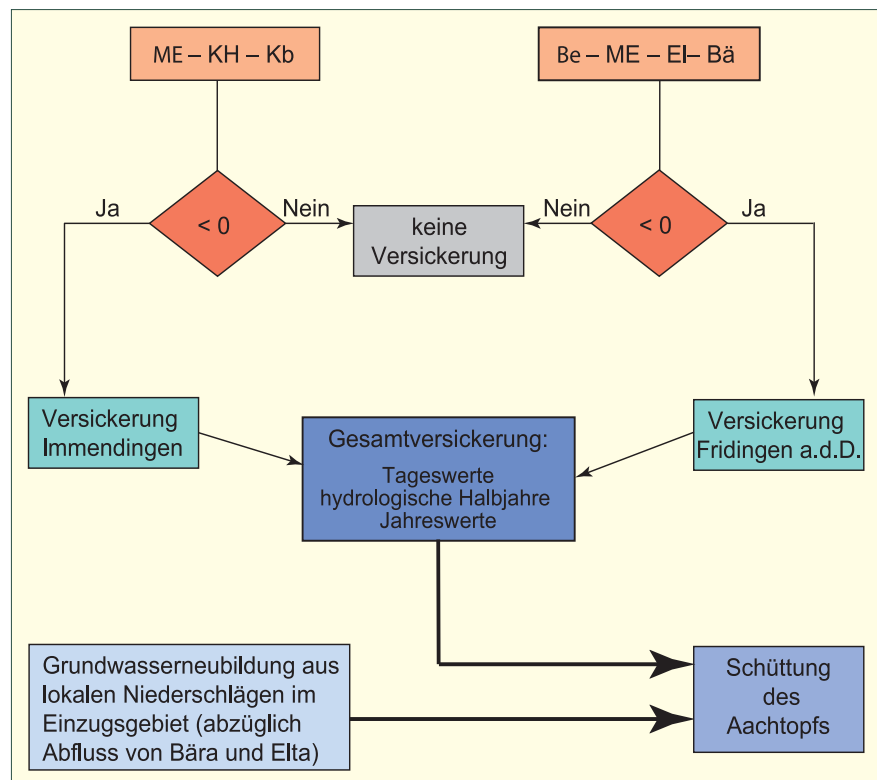 ME – KH – Kb
Be – ME – El– Bä
Ja
< 0
Nein
keine
Versickerung
Nein
< 0
Ja
Versickerung
Immendingen
Gesamtversickerung:
Tageswerte
hydrologische Halbjahre
Jahreswerte
Versickerung
Fridingen a.d.D.
Grundwasserneubildung aus
lokalen Niederschlägen im
Einzugsgebiet (abzüglich
Abfluss von Bära und Elta)
Schüttung
des
Aachtopfs